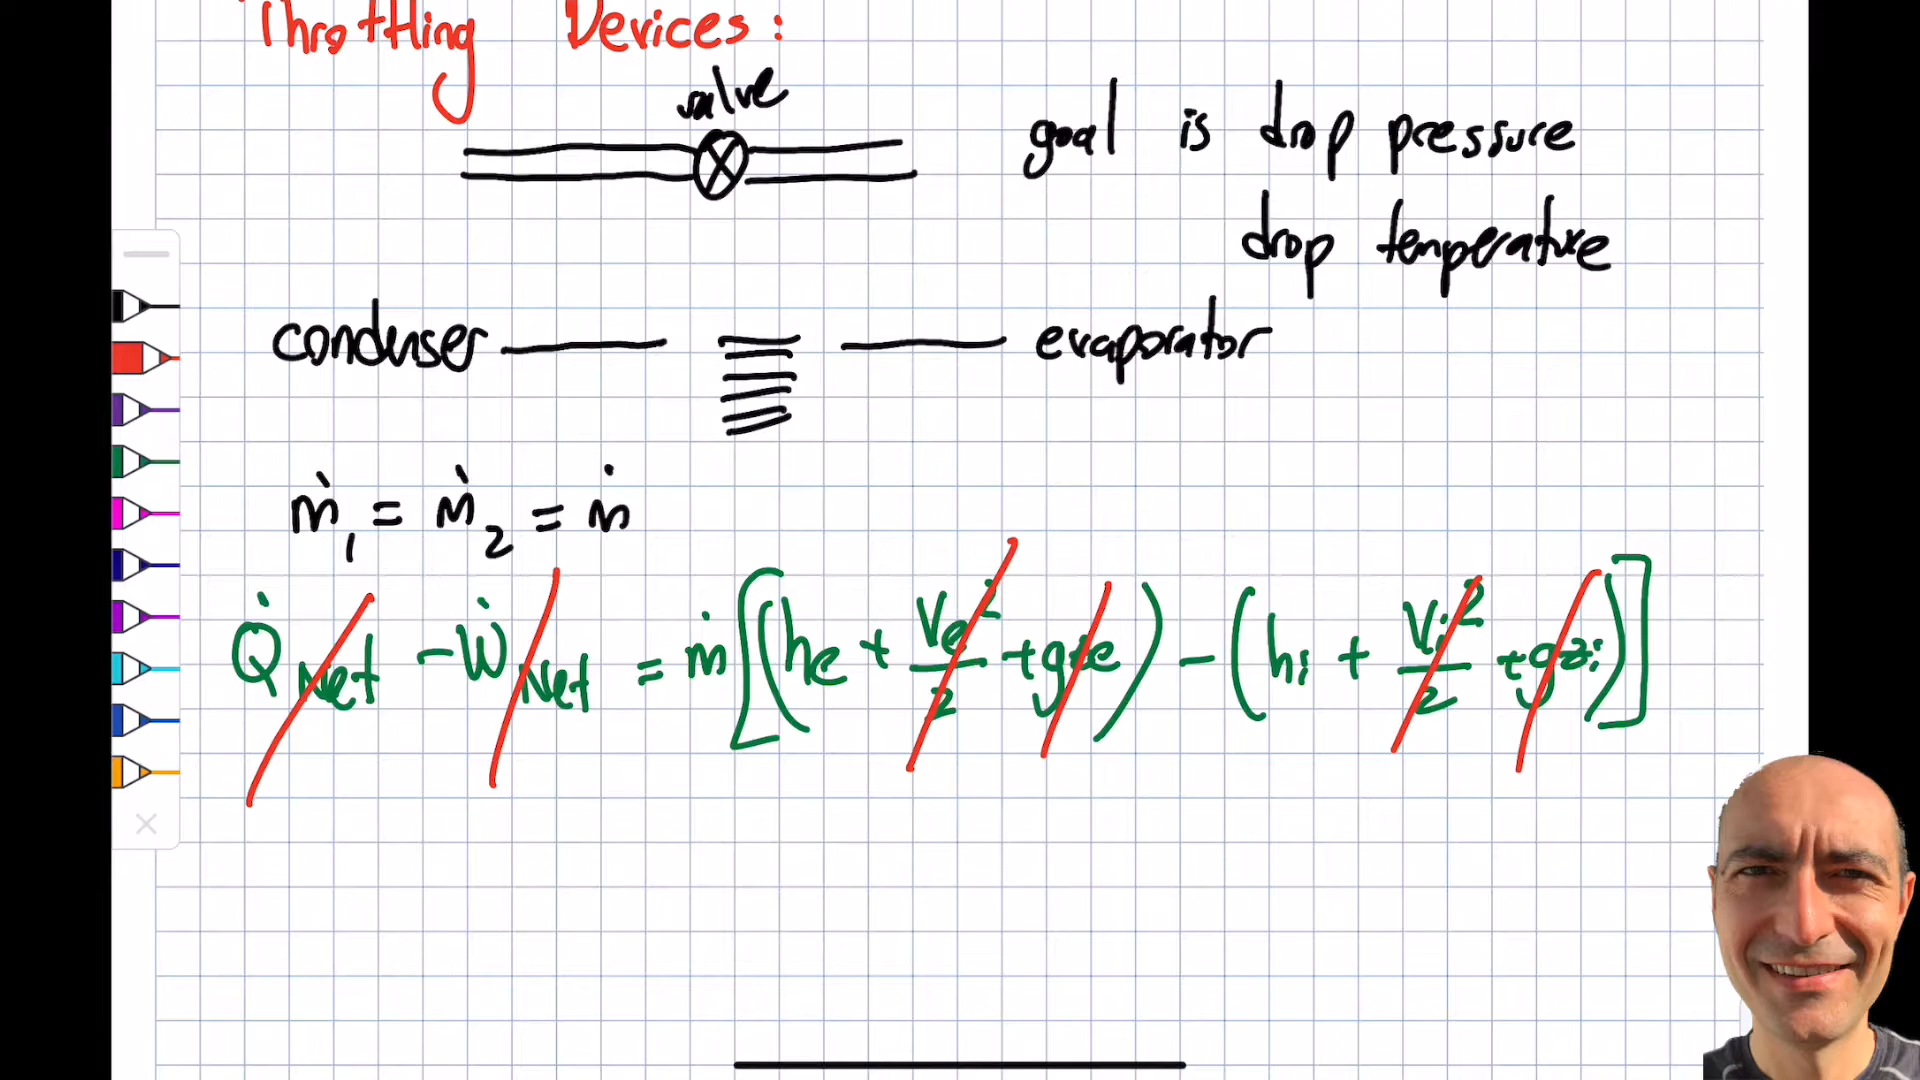 Throttling Devices:
valve
goal is drop pressure
drop temperature
condenser evaporator
ṁ₁ = ṁ₂ = ṁ
Q̇Net - ẆNet = ṁ[(he + Ve²/2 + gze) - (hi + Vi²/2 + gzi)]